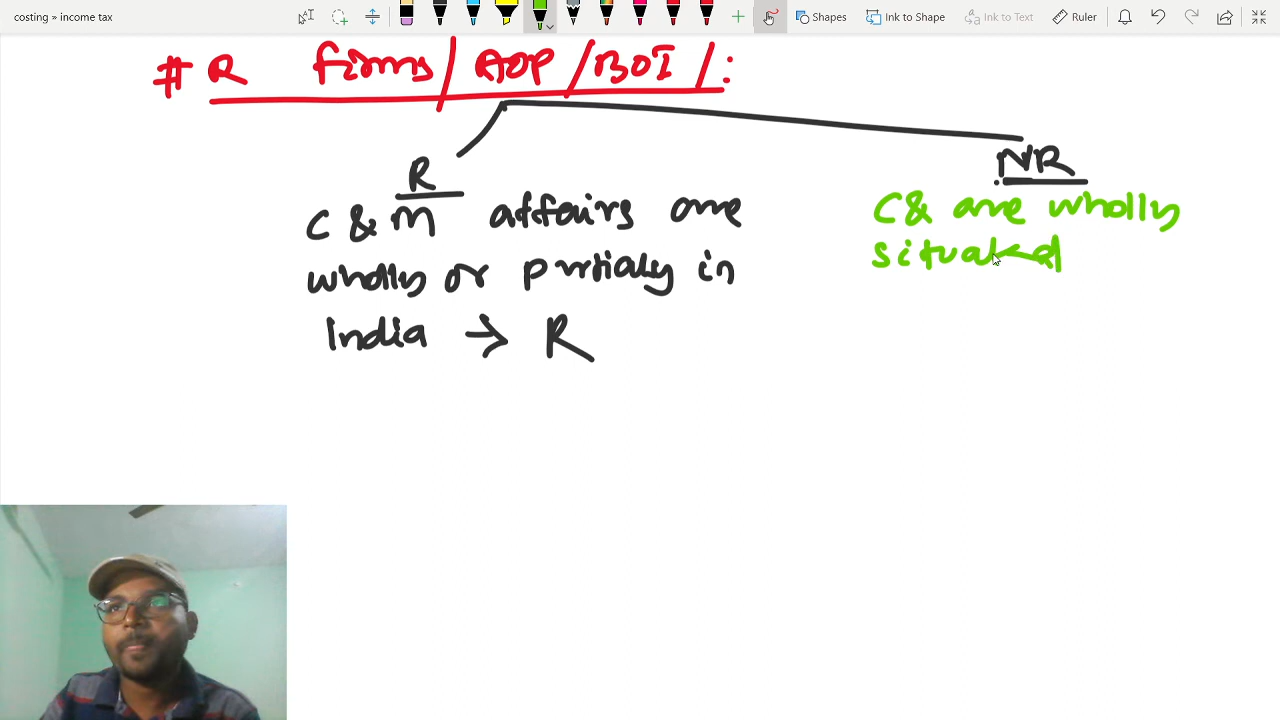 costing » income tax
Shapes
Ink to Shape
Ink to Text
Ruler
# R firms / AOP / BOI / :
R
NR
C & M affairs are
wholly or partialy in
India → R
C& are wholly
situated